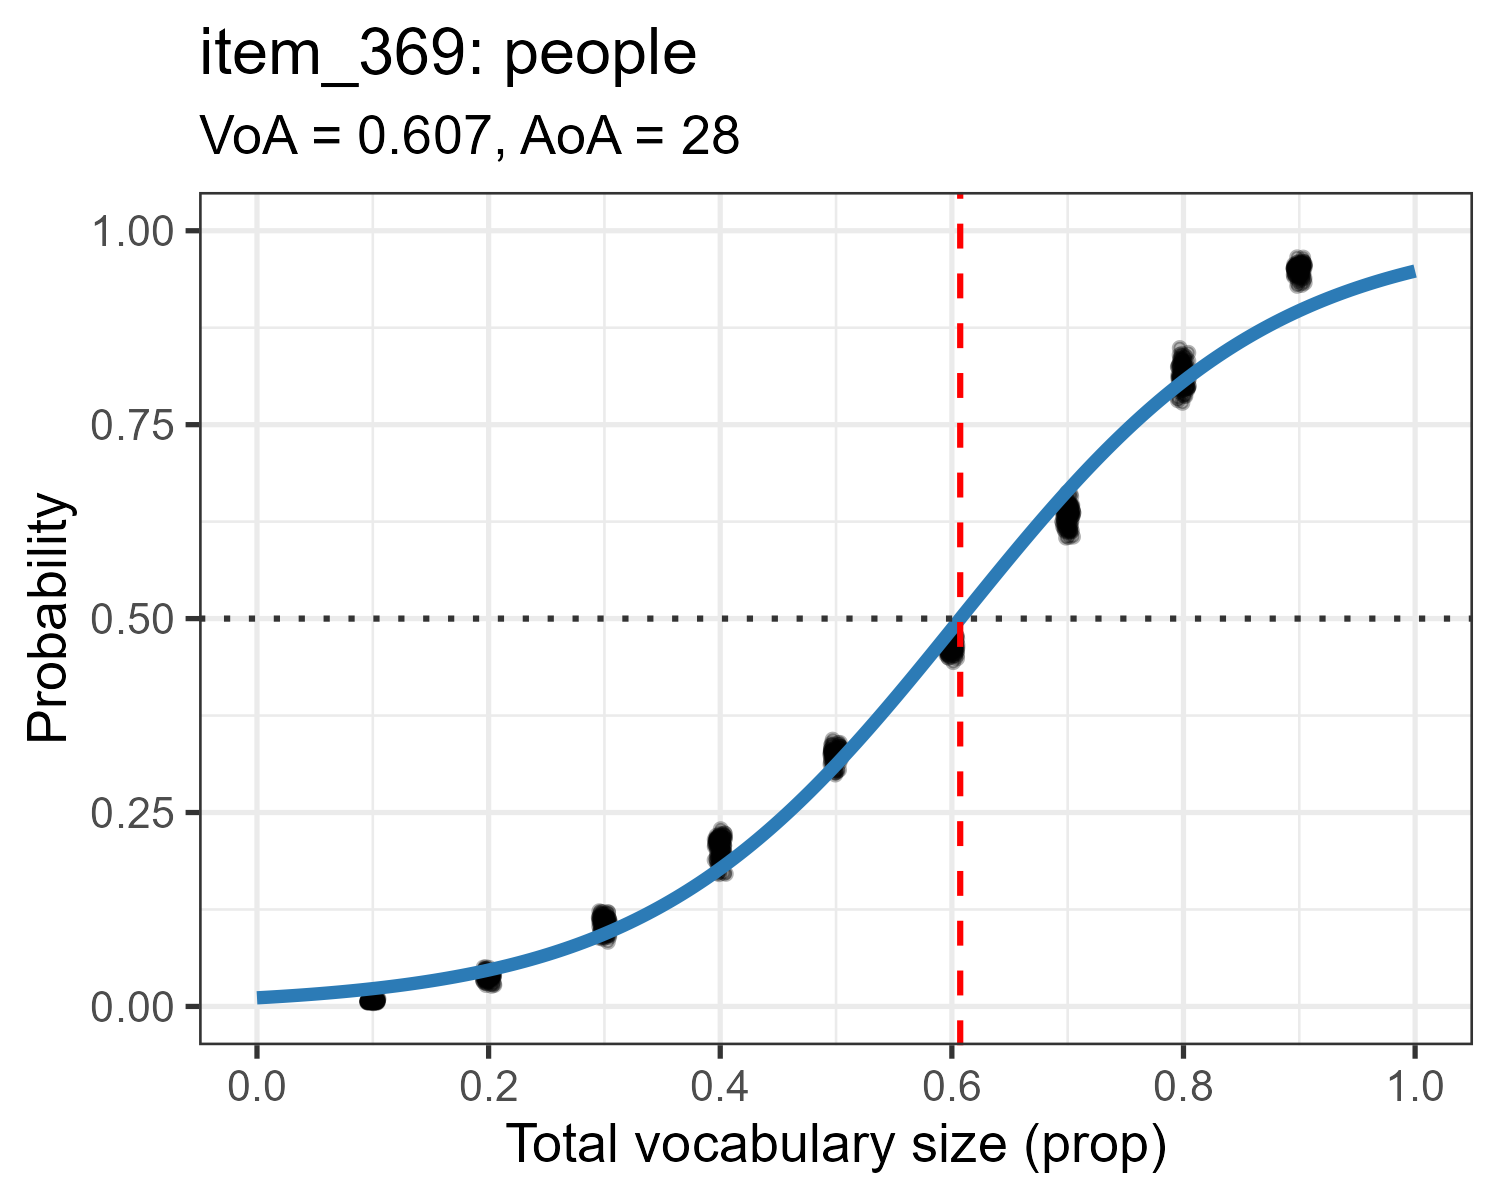 item_369: people
VoA = 0.607, AoA = 28
1.00
0.75
0.50
0.25
0.00
Probability
0.0 0.2 0.4 0.6 0.8 1.0
Total vocabulary size (prop)